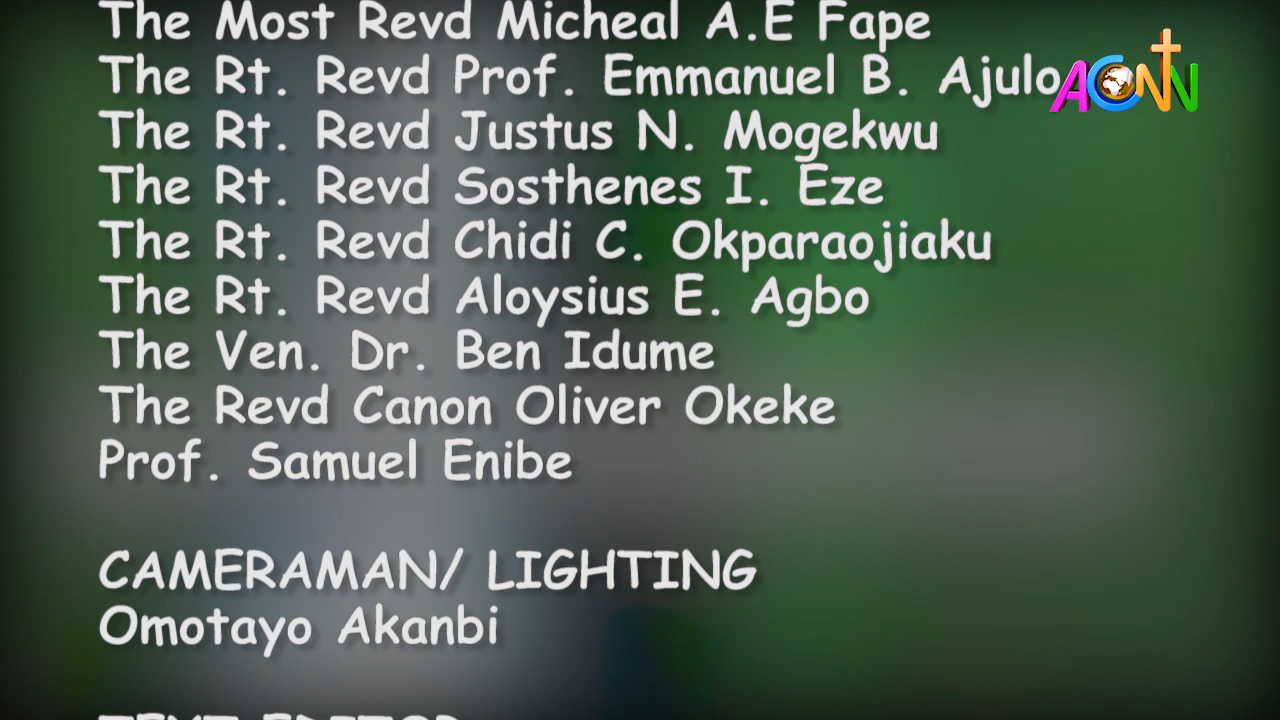 The Most Revd Micheal A.E Fape
The Rt. Revd Prof. Emmanuel B. Ajulo
ACNN
The Rt. Revd Justus N. Mogekwu
The Rt. Revd Sosthenes I. Eze
The Rt. Revd Chidi C. Okparaojiaku
The Rt. Revd Aloysius E. Agbo
The Ven. Dr. Ben Idume
The Revd Canon Oliver Okeke
Prof. Samuel Enibe
CAMERAMAN/ LIGHTING
Omotayo Akanbi
TEXT EDITOR